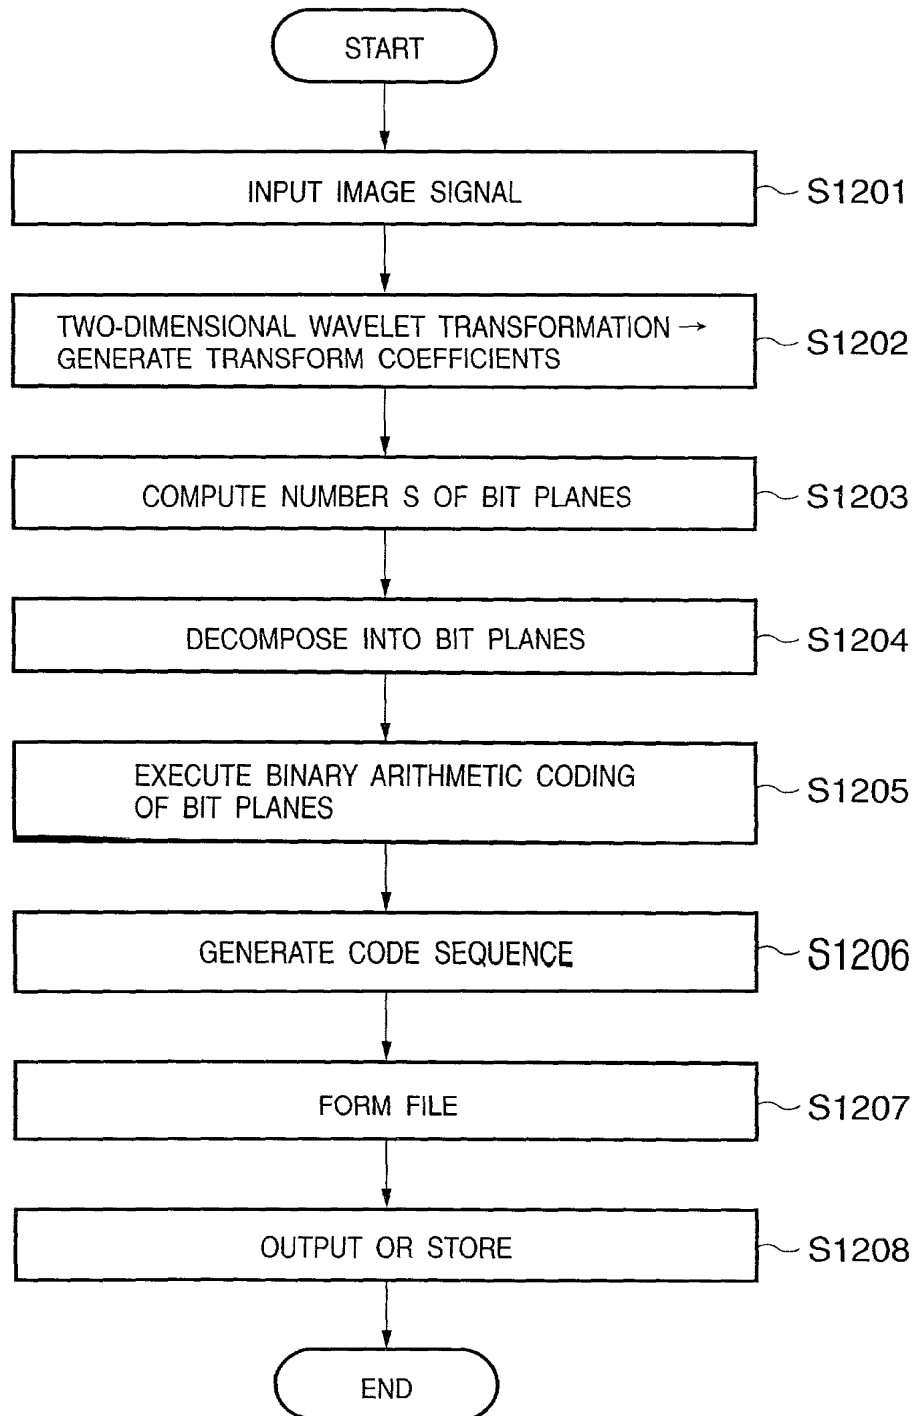 START
INPUT IMAGE SIGNAL
S1201
TWO-DIMENSIONAL WAVELET TRANSFORMATION →
GENERATE TRANSFORM COEFFICIENTS
S1202
COMPUTE NUMBER S OF BIT PLANES
S1203
DECOMPOSE INTO BIT PLANES
S1204
EXECUTE BINARY ARITHMETIC CODING
OF BIT PLANES
S1205
GENERATE CODE SEQUENCE
S1206
FORM FILE
S1207
OUTPUT OR STORE
S1208
END